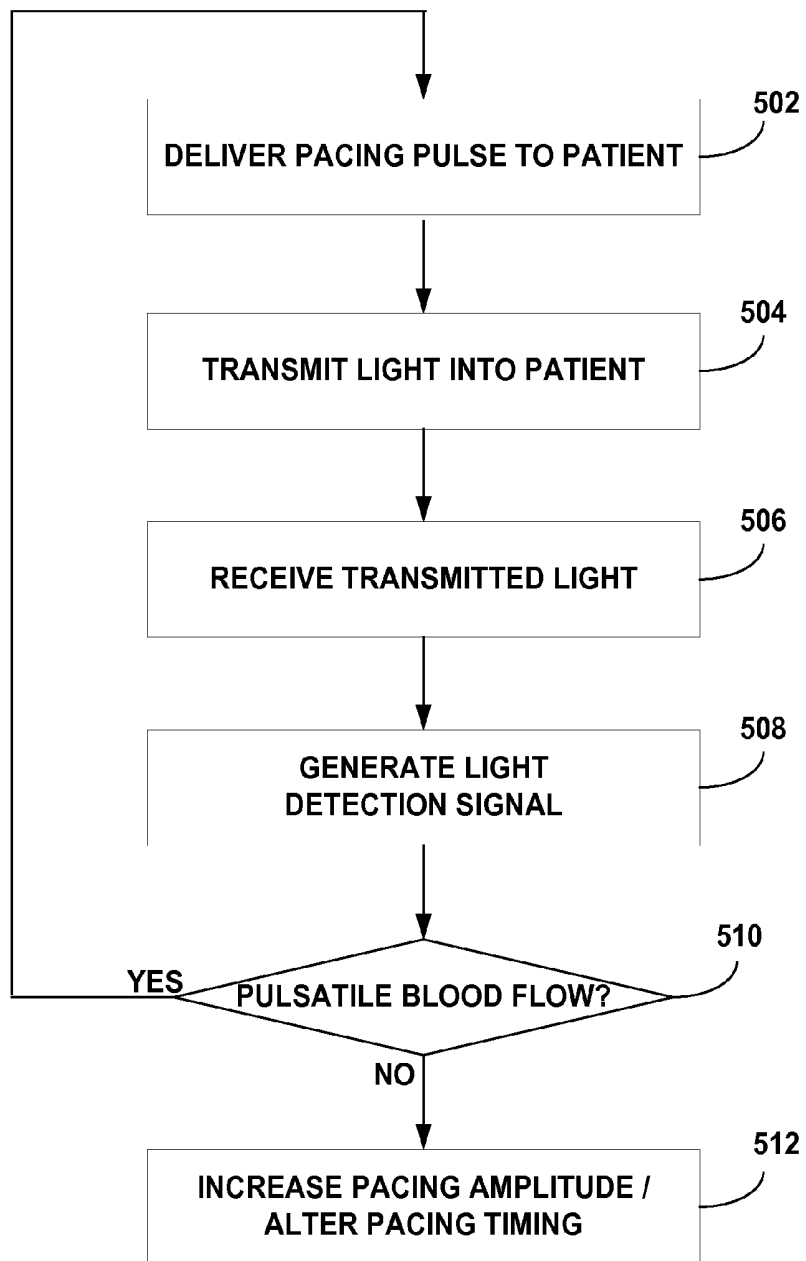 502
DELIVER PACING PULSE TO PATIENT
504
TRANSMIT LIGHT INTO PATIENT
506
RECEIVE TRANSMITTED LIGHT
508
GENERATE LIGHT
DETECTION SIGNAL
510
YES
PULSATILE BLOOD FLOW?
NO
512
INCREASE PACING AMPLITUDE /
ALTER PACING TIMING